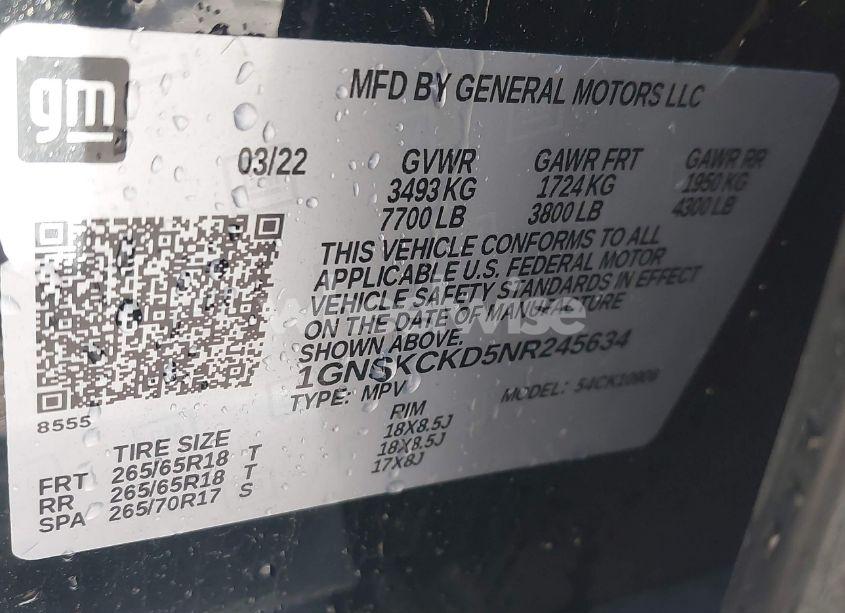 gm
MFD BY GENERAL MOTORS LLC
03/22 GVWR GAWR FRT GAWR RR
3493 KG 1724 KG 1950 KG
7700 LB 3800 LB 4300 LB
THIS VEHICLE CONFORMS TO ALL
APPLICABLE U.S. FEDERAL MOTOR
VEHICLE SAFETY STANDARDS IN EFFECT
ON THE DATE OF MANUFACTURE
SHOWN ABOVE.
1GNSKCKD5NR245634
TYPE: MPV MODEL:
8555
TIRE SIZE RIM
FRT 265/65R18 T 18X8.5J
RR 265/65R18 T 18X8.5J
SPA 265/70R17 S 17X8J